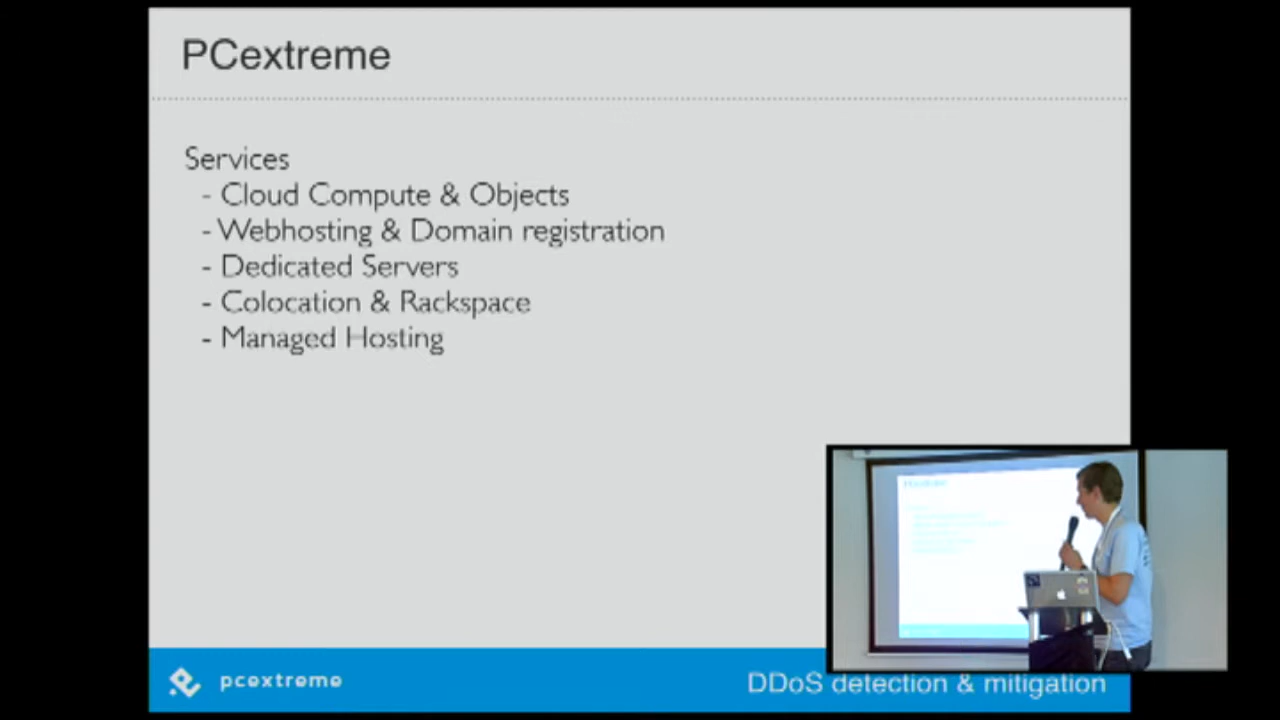 PCextreme
Services
- Cloud Compute & Objects
- Webhosting & Domain registration
- Dedicated Servers
- Colocation & Rackspace
- Managed Hosting
pcextreme
DDoS detection & mitigation